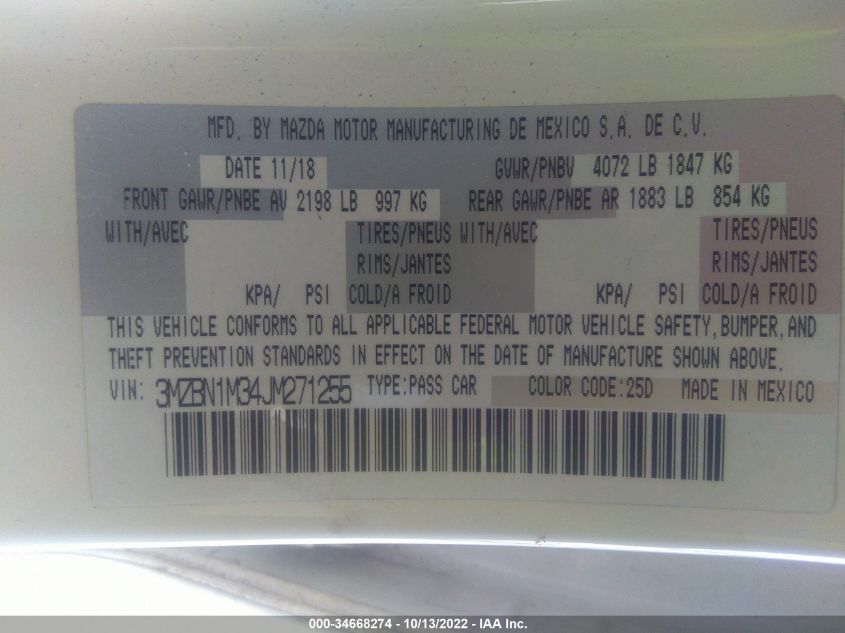 MFD. BY MAZDA MOTOR MANUFACTURING DE MEXICO S.A. DE C.V.
DATE 11/18 GVWR/PNBV 4072 LB 1847 KG
FRONT GAWR/PNBE AV 2198 LB 997 KG REAR GAWR/PNBE AR 1883 LB 854 KG
WITH/AVEC TIRES/PNEUS WITH/AVEC TIRES/PNEUS
RIMS/JANTES RIMS/JANTES
KPA/ PSI COLD/A FROID KPA/ PSI COLD/A FROID
THIS VEHICLE CONFORMS TO ALL APPLICABLE FEDERAL MOTOR VEHICLE SAFETY, BUMPER, AND
THEFT PREVENTION STANDARDS IN EFFECT ON THE DATE OF MANUFACTURE SHOWN ABOVE.
VIN: 3MZBN1M34JM271255 TYPE:PASS CAR COLOR CODE:25D MADE IN MEXICO
000-34668274 - 10/13/2022 - IAA Inc.